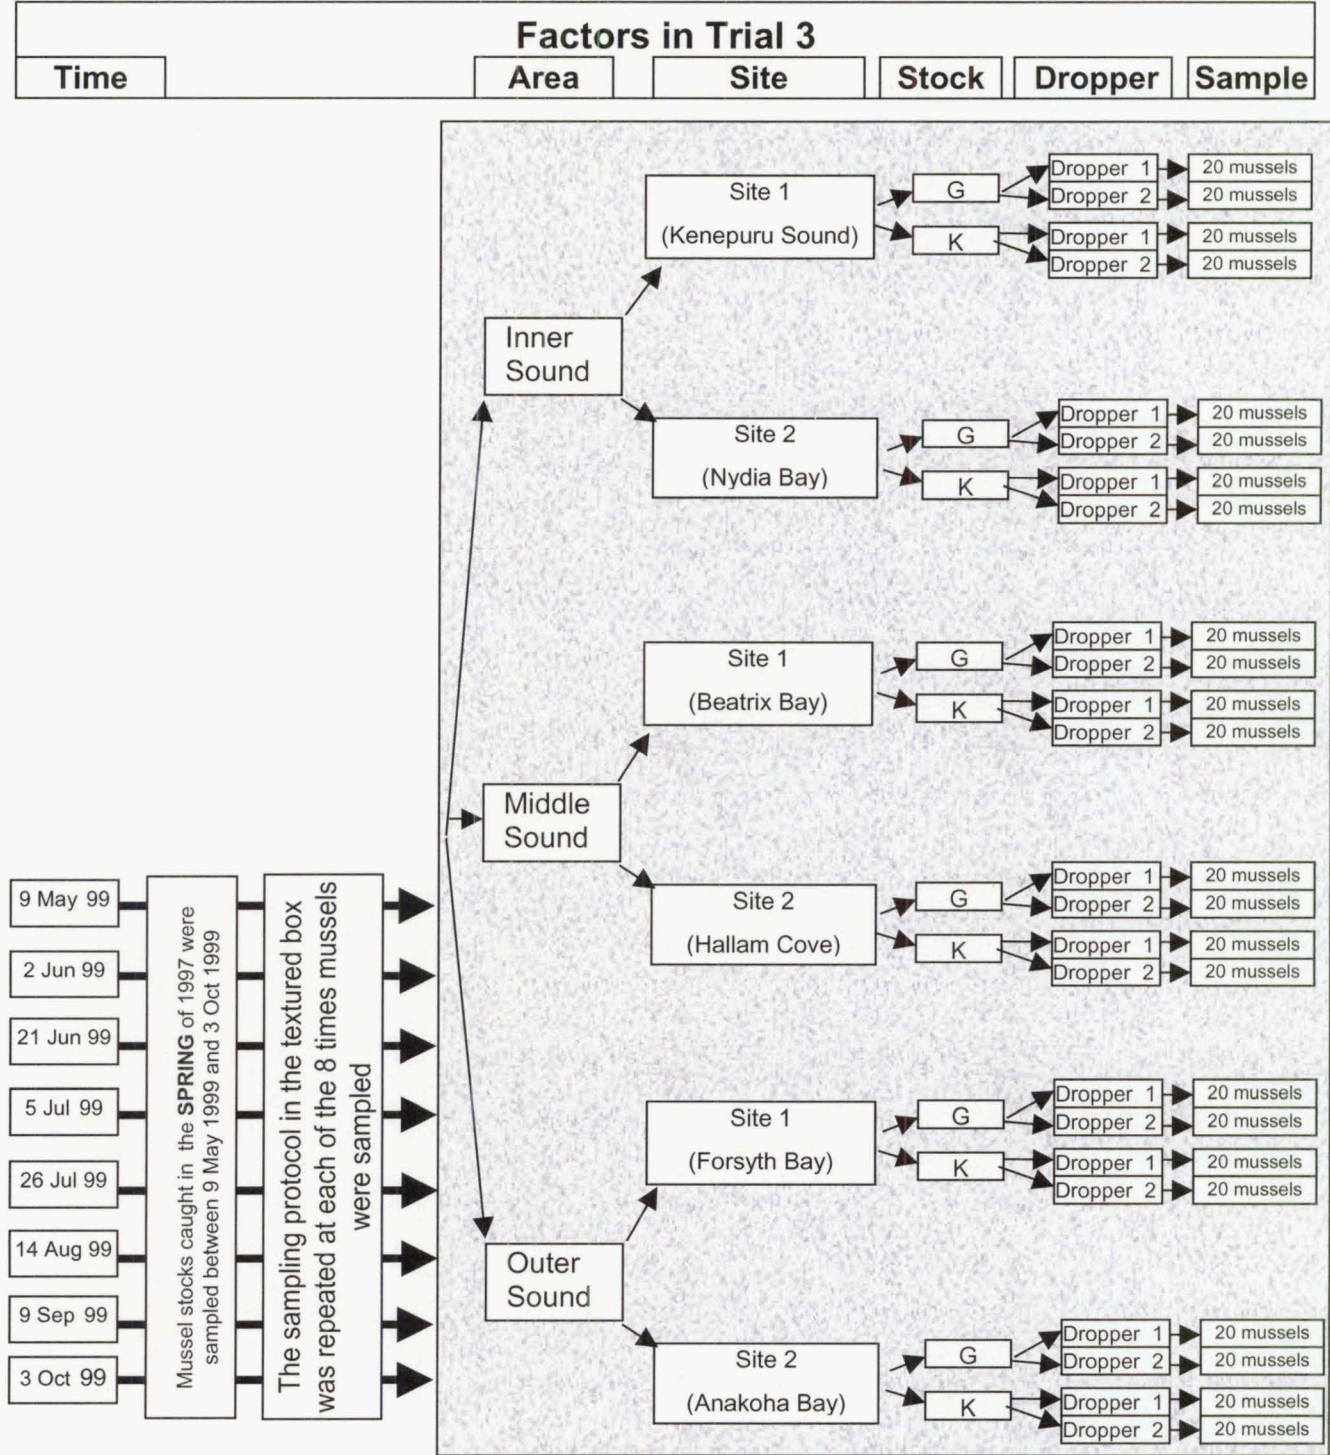 Factors in Trial 3
Time
Area
Site
Stock
Dropper
Sample
9 May 99
2 Jun 99
21 Jun 99
5 Jul 99
26 Jul 99
14 Aug 99
9 Sep 99
3 Oct 99
Mussel stocks caught in the SPRING of 1997 were
sampled between 9 May 1999 and 3 Oct 1999
The sampling protocol in the textured box
was repeated at each of the 8 times mussels
were sampled
Inner
Sound
Site 1
(Kenepuru Sound)
G
Dropper 1
20 mussels
Dropper 2
20 mussels
K
Dropper 1
20 mussels
Dropper 2
20 mussels
Site 2
(Nydia Bay)
G
Dropper 1
20 mussels
Dropper 2
20 mussels
K
Dropper 1
20 mussels
Dropper 2
20 mussels
Middle
Sound
Site 1
(Beatrix Bay)
G
Dropper 1
20 mussels
Dropper 2
20 mussels
K
Dropper 1
20 mussels
Dropper 2
20 mussels
Site 2
(Hallam Cove)
G
Dropper 1
20 mussels
Dropper 2
20 mussels
K
Dropper 1
20 mussels
Dropper 2
20 mussels
Outer
Sound
Site 1
(Forsyth Bay)
G
Dropper 1
20 mussels
Dropper 2
20 mussels
K
Dropper 1
20 mussels
Dropper 2
20 mussels
Site 2
(Anakoha Bay)
G
Dropper 1
20 mussels
Dropper 2
20 mussels
K
Dropper 1
20 mussels
Dropper 2
20 mussels